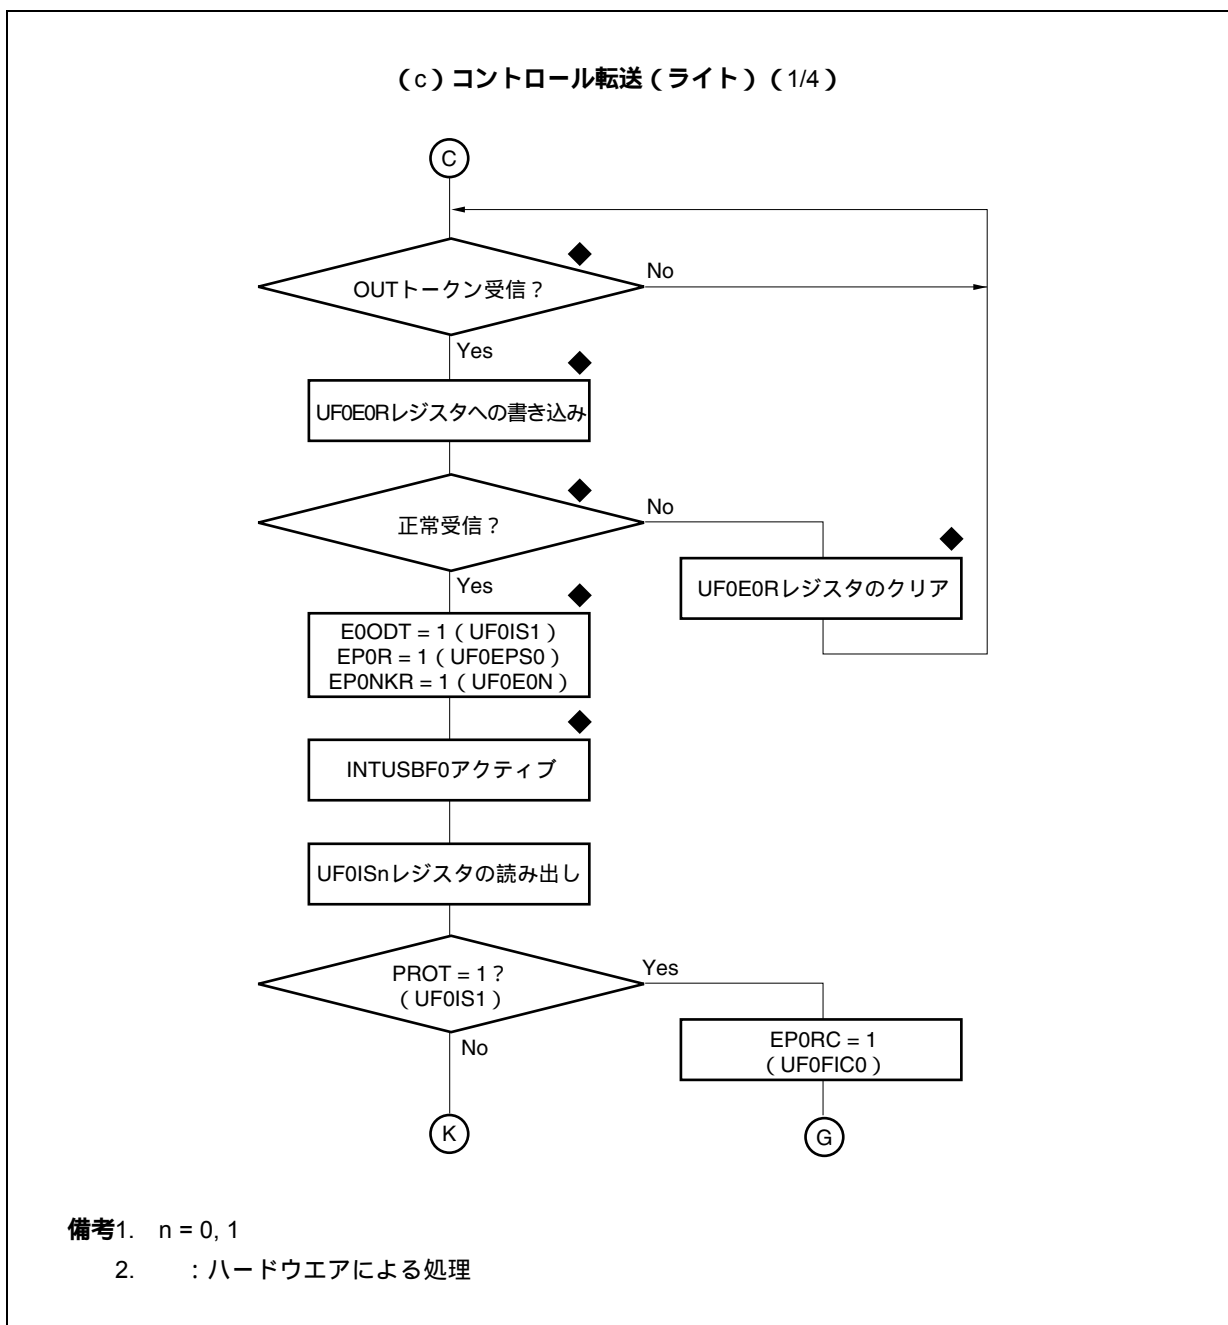 （c）コントロール転送（ライト）（1/4）
C
OUTトークン受信？
No
Yes
UF0E0Rレジスタへの書き込み
正常受信？
No
Yes
UF0E0Rレジスタのクリア
E0ODT = 1（UF0IS1）
EP0R = 1（UF0EPS0）
EP0NKR = 1（UF0E0N）
INTUSBF0アクティブ
UF0ISnレジスタの読み出し
PROT = 1？
（UF0IS1）
Yes
No
EP0RC = 1
（UF0FIC0）
K
G
備考1. n = 0, 1
2. ：ハードウエアによる処理